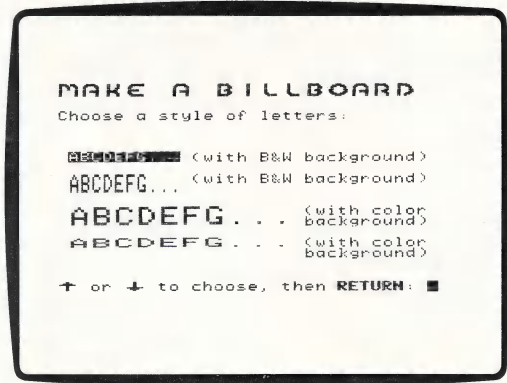 MAKE A BILLBOARD
Choose a style of letters:
ABCDEFG... (with B&W background)
ABCDEFG... (with B&W background)
ABCDEFG... (with color
background)
ABCDEFG... (with color
background)
↑ or ↓ to choose, then RETURN: